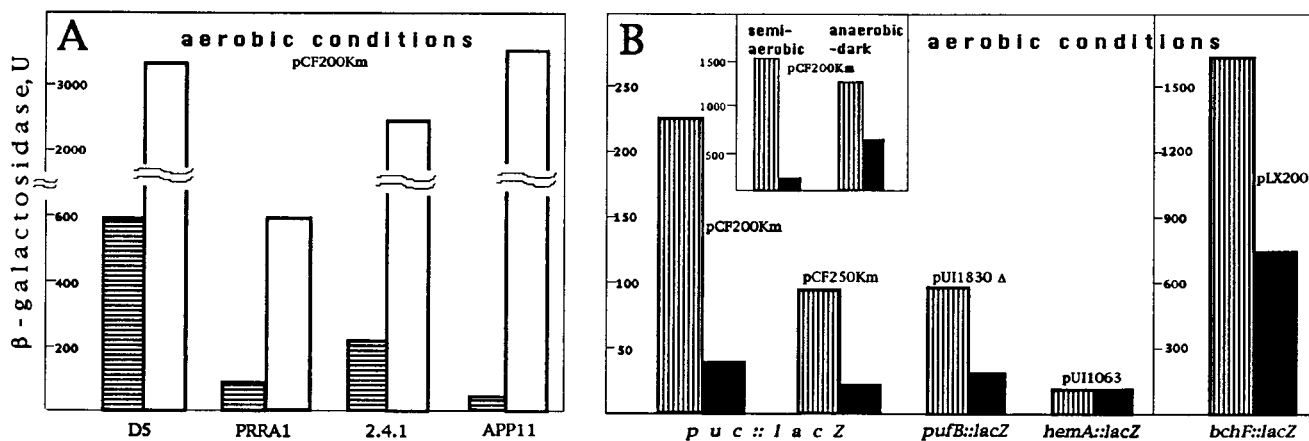 A
aerobic conditions
pCF200Km
β-galactosidase, U
3000
2000
600
400
200
D5
PRRA1
2.4.1
APP11
B
semi-
aerobic
anaerobic
-dark
pCF200Km
1500
1000
500
aerobic conditions
250
200
150
100
50
pCF200Km
pCF250Km
pUI1830 Δ
pUI1063
1500
1200
900
600
300
pLX200
puc::lacZ
pufB::lacZ
hemA::lacZ
bchF::lacZ